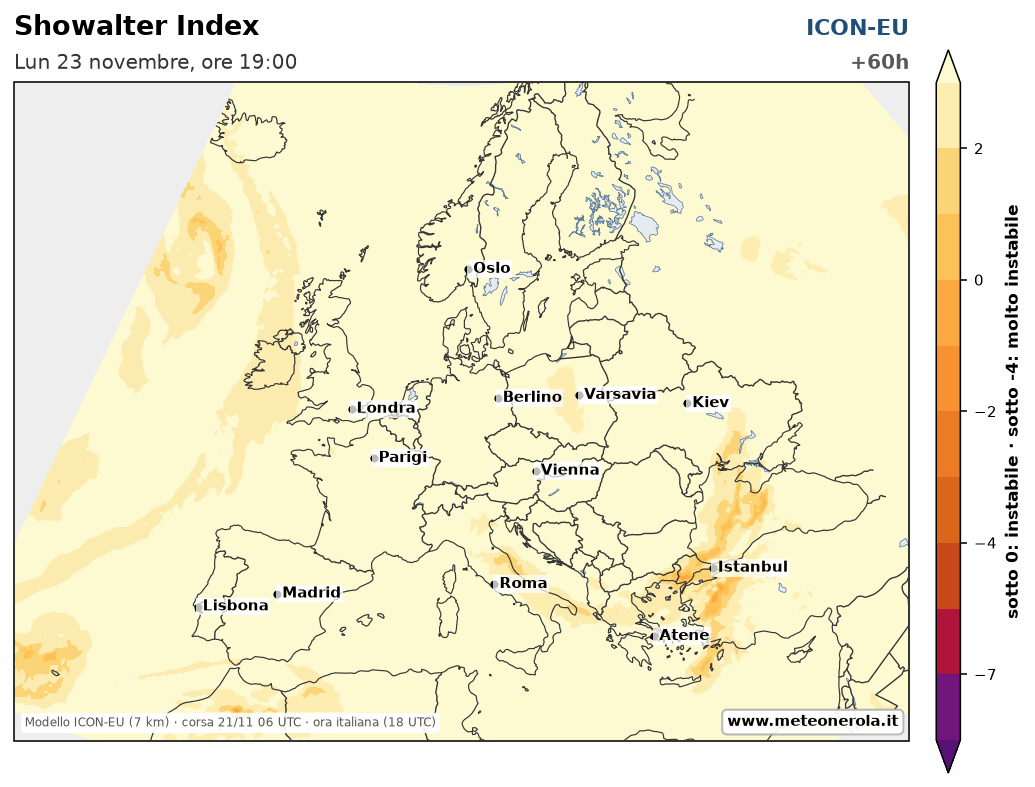 Showalter Index
ICON-EU
Lun 23 novembre, ore 19:00
+60h
Oslo
Berlino
Varsavia
Londra
Kiev
Parigi
Vienna
Istanbul
Roma
Madrid
Lisbona
Atene
Modello ICON-EU (7 km) · corsa 21/11 06 UTC · ora italiana (18 UTC)
www.meteonerola.it
2
0
−2
−4
−7
sotto 0: instabile · sotto -4: molto instabile